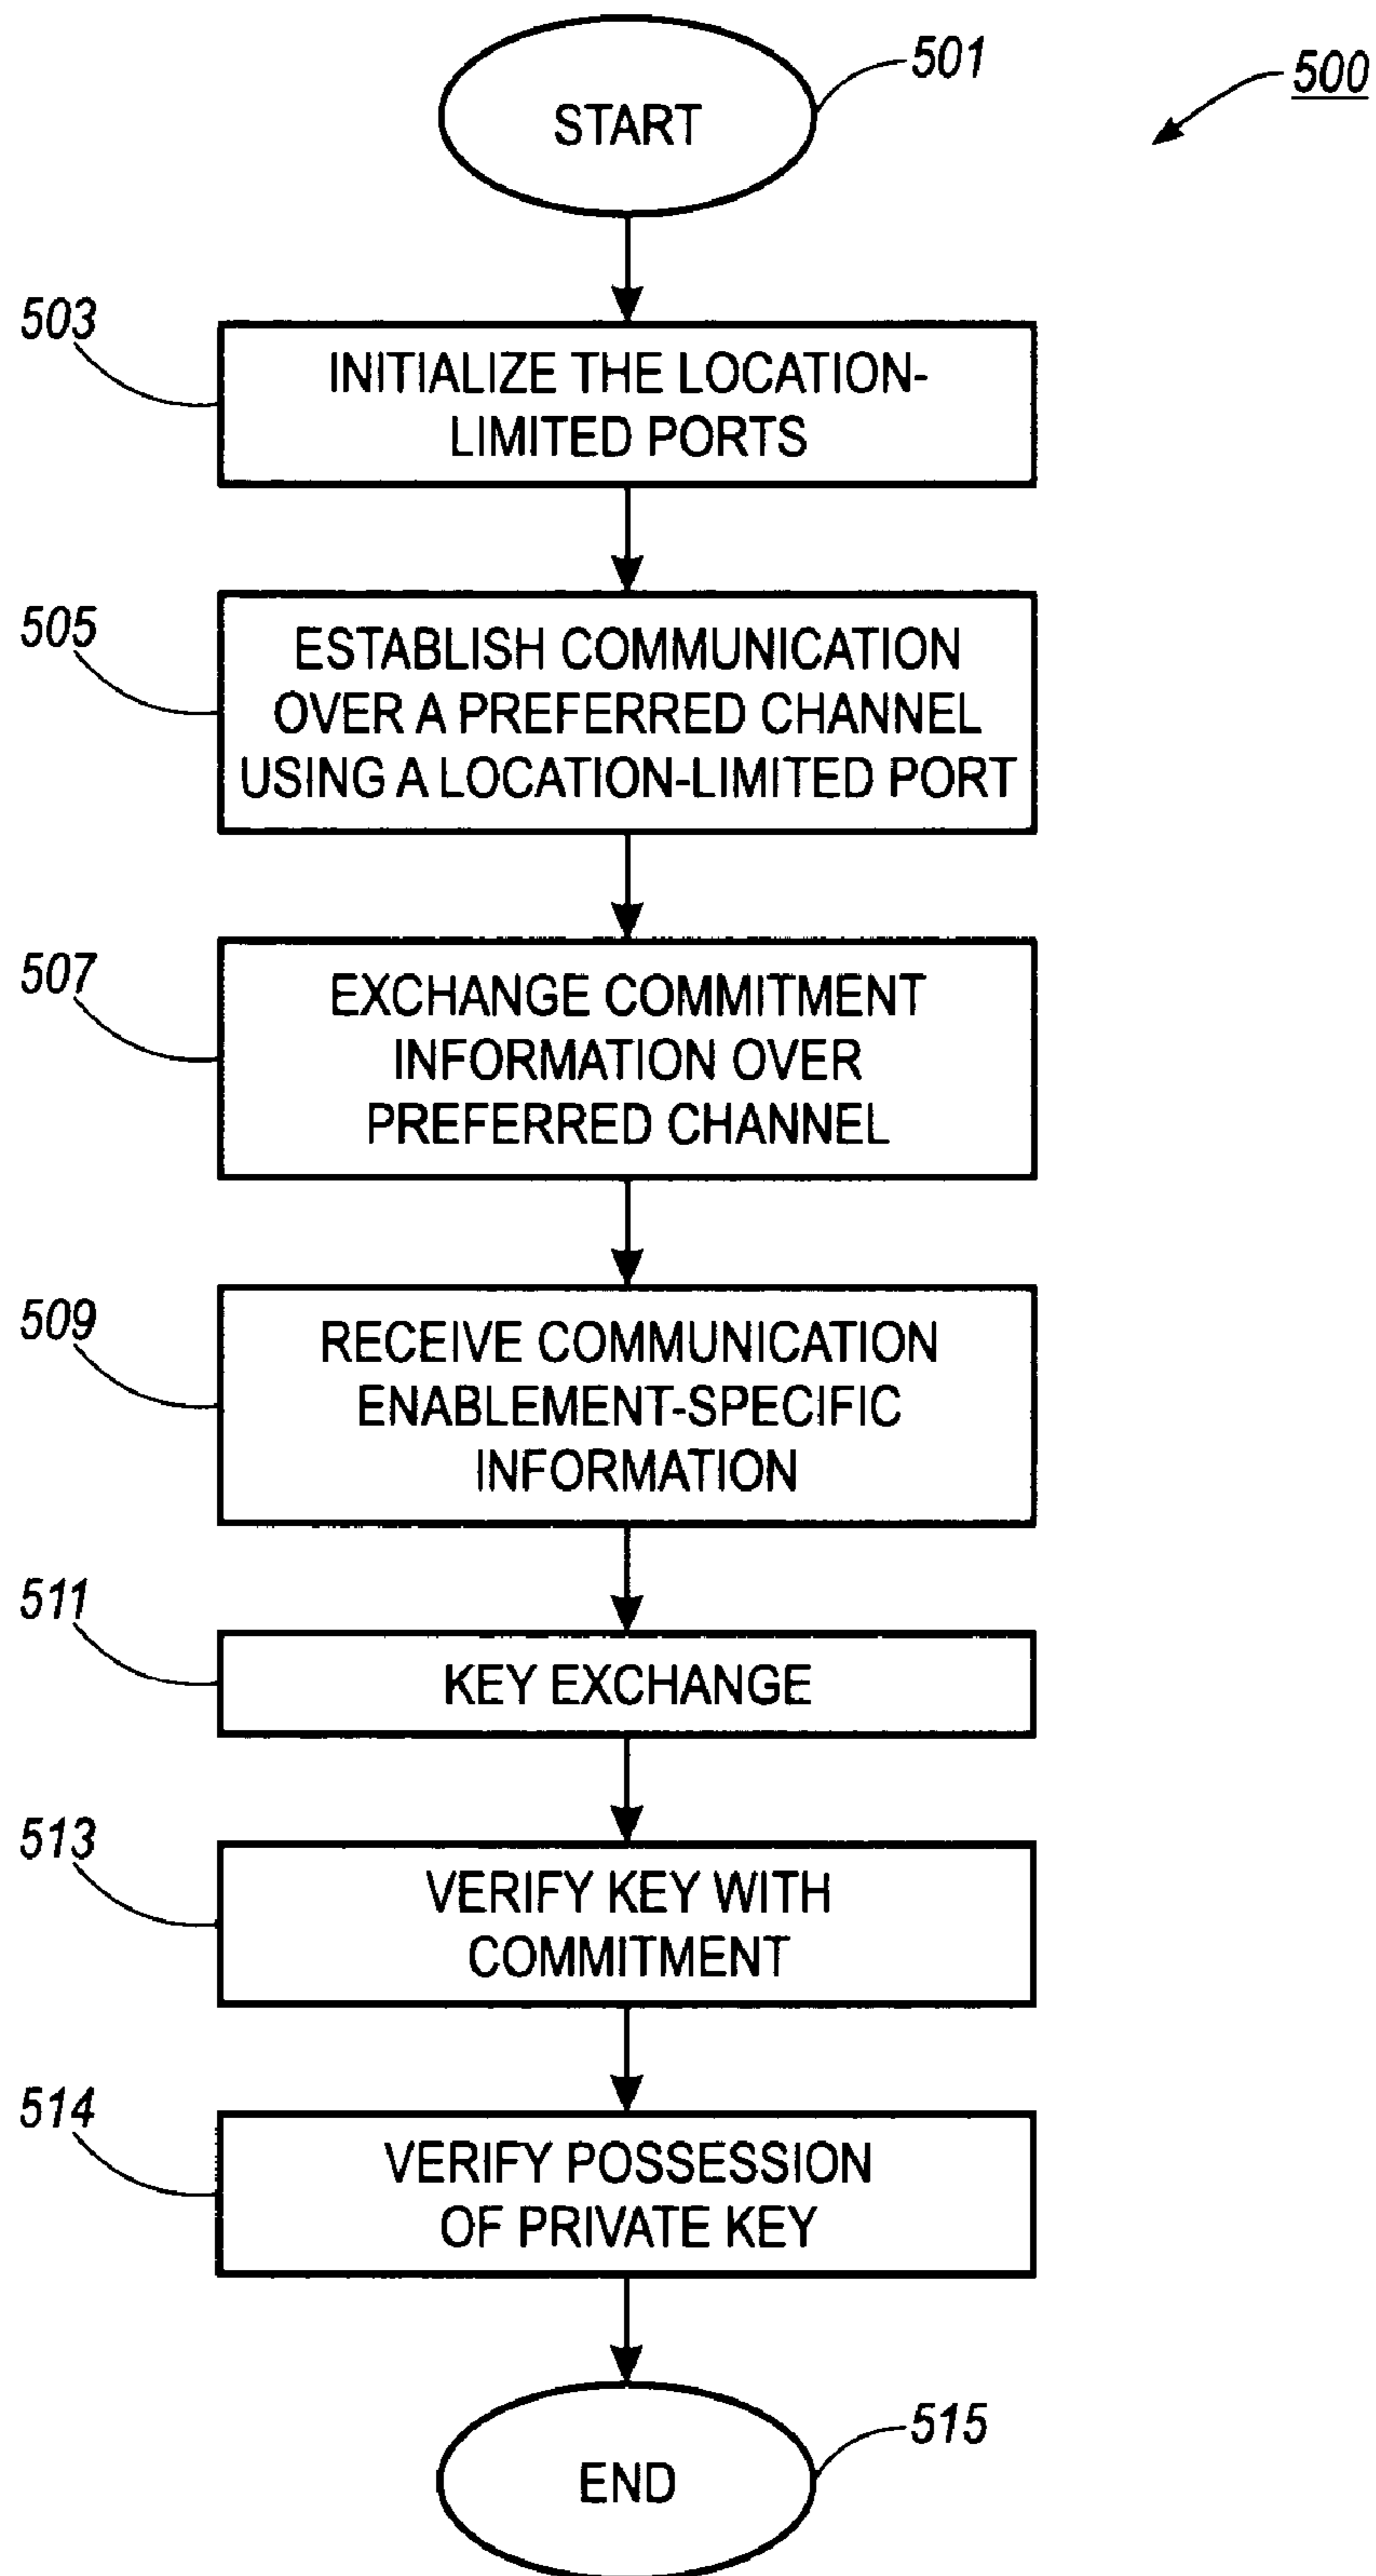 501
500
START
503
INITIALIZE THE LOCATION-
LIMITED PORTS
505
ESTABLISH COMMUNICATION
OVER A PREFERRED CHANNEL
USING A LOCATION-LIMITED PORT
507
EXCHANGE COMMITMENT
INFORMATION OVER
PREFERRED CHANNEL
509
RECEIVE COMMUNICATION
ENABLEMENT-SPECIFIC
INFORMATION
511
KEY EXCHANGE
513
VERIFY KEY WITH
COMMITMENT
514
VERIFY POSSESSION
OF PRIVATE KEY
515
END